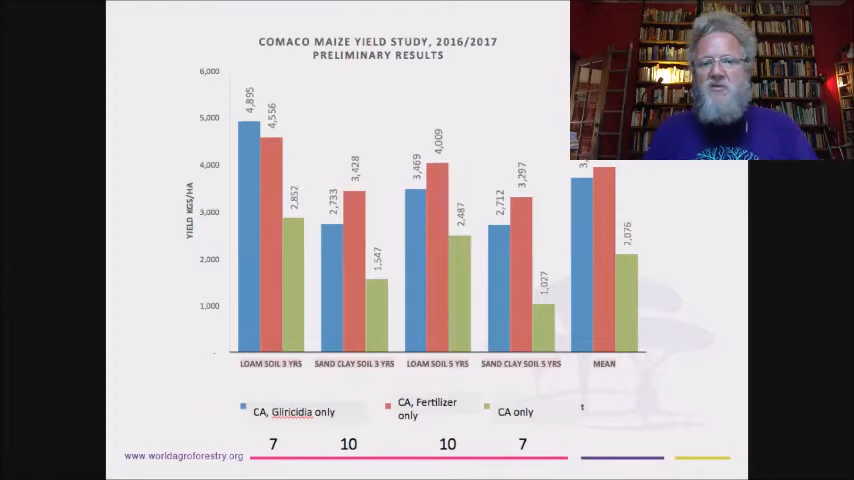 COMACO MAIZE YIELD STUDY, 2016/2017
PRELIMINARY RESULTS
6,000
5,000
4,000
3,000
2,000
1,000
-
YIELD KGS/HA
4,895
4,556
2,852
2,733
3,428
1,547
3,469
4,009
2,487
2,712
3,297
1,027
3,
2,076
LOAM SOIL 3 YRS
SAND CLAY SOIL 3 YRS
LOAM SOIL 5 YRS
SAND CLAY SOIL 5 YRS
MEAN
CA, Gliricidia only
CA, Fertilizer
only
CA only
t
7 10 10 7
www.worldagroforestry.org